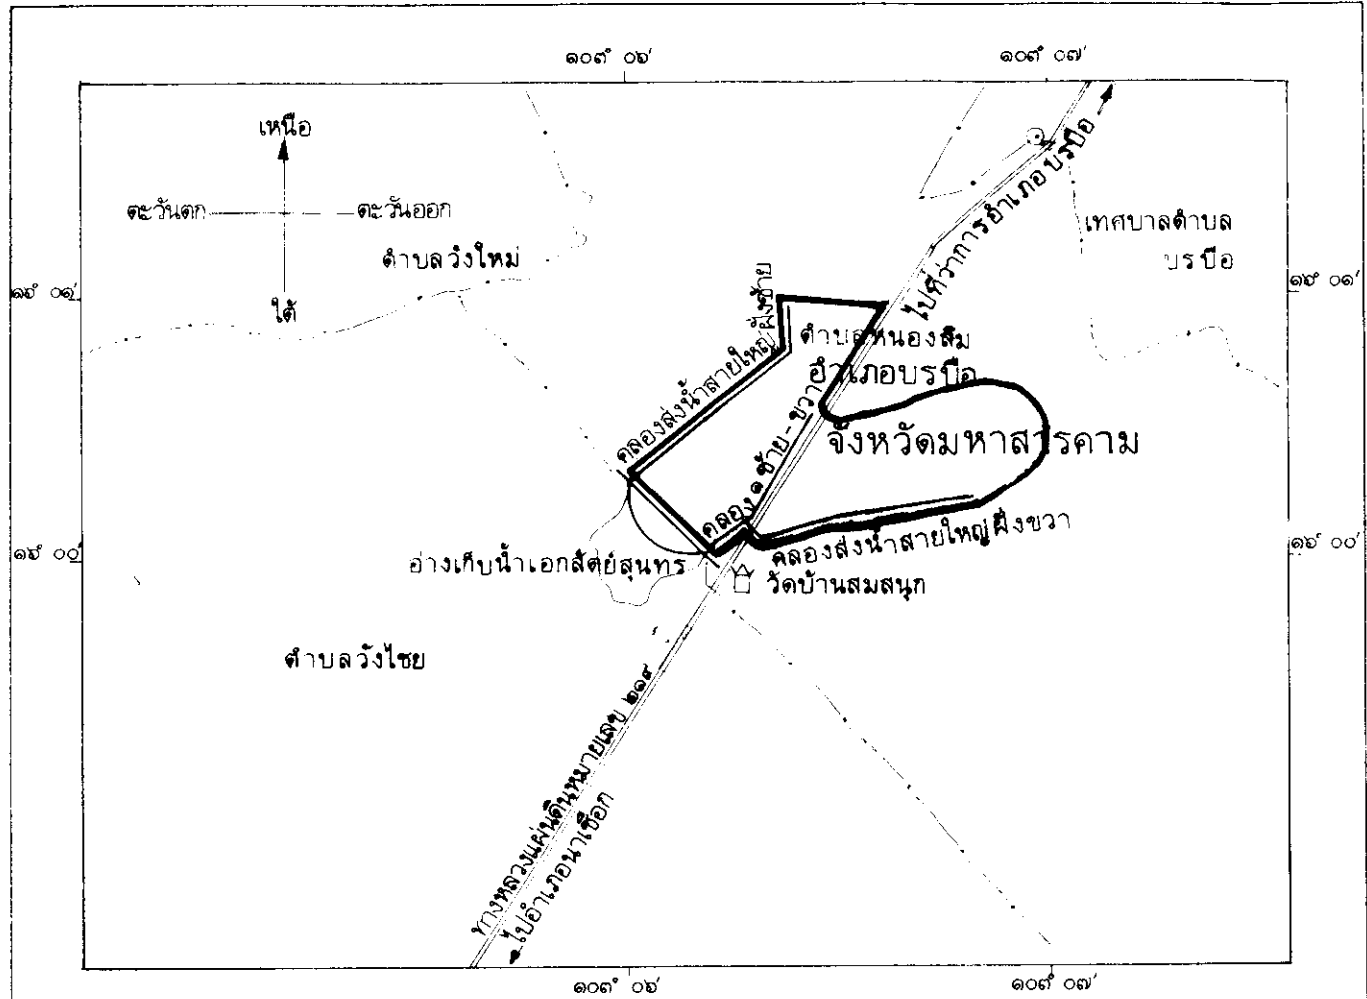 ๑๐๓° ๐๖′
๑๐๓° ๐๗′
เหนือ
ตะวันตก
ตะวันออก
ใต้
ตำบลวังใหม่
ไปที่ว่าการอำเภอบรบือ
เทศบาลตำบล
บรบือ
๑๖° ๐๑′
๑๖° ๐๑′
คลองส่งน้ำสายใหญ่ฝั่งซ้าย
ตำบลหนองสิม
อำเภอบรบือ
จังหวัดมหาสารคาม
คลอง๑ซ้าย-ขวา
คลองส่งน้ำสายใหญ่ฝั่งขวา
๑๖° ๐๐′
๑๖° ๐๐′
อ่างเก็บน้ำเอกสัตย์สุนทร
วัดบ้านสมสนุก
ตำบลวังไชย
ทางหลวงแผ่นดินหมายเลข ๒๑๙
ไปอำเภอนาเชือก
๑๐๓° ๐๖′
๑๐๓° ๐๗′